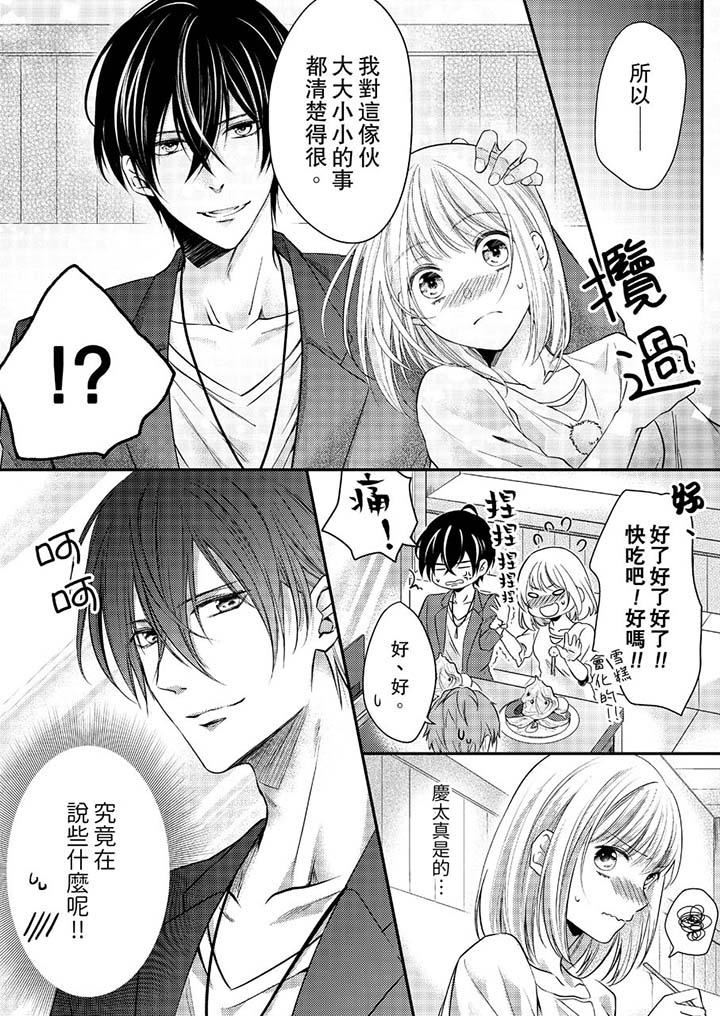 所以——
我對這傢伙
大大小小的事
都清楚得很。
攬過
!?
好、
好了好了好了!!
快吃吧!好嗎!!
雪糕
會化的!!
捏捏
捏捏捏
痛!
好、好。
呵呵
慶太真是的…
究竟在
說些什麼呢!!